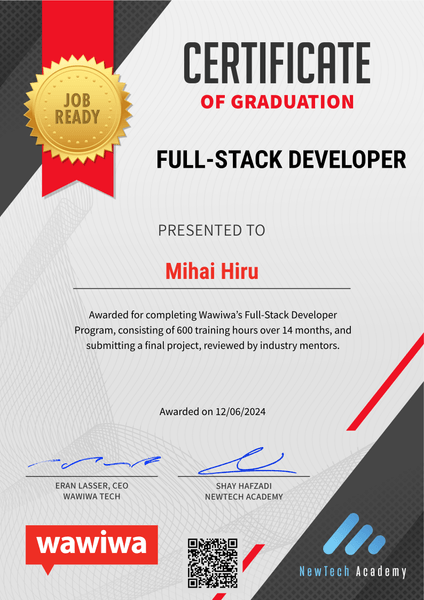 CERTIFICATE
OF GRADUATION
JOB
READY
FULL-STACK DEVELOPER
PRESENTED TO
Mihai Hiru
Awarded for completing Wawiwa's Full-Stack Developer
Program, consisting of 600 training hours over 14 months, and
submitting a final project, reviewed by industry mentors.
Awarded on 12/06/2024
ERAN LASSER, CEO
WAWIWA TECH
SHAY HAFZADI
NEWTECH ACADEMY
wawiwa
NewTech Academy